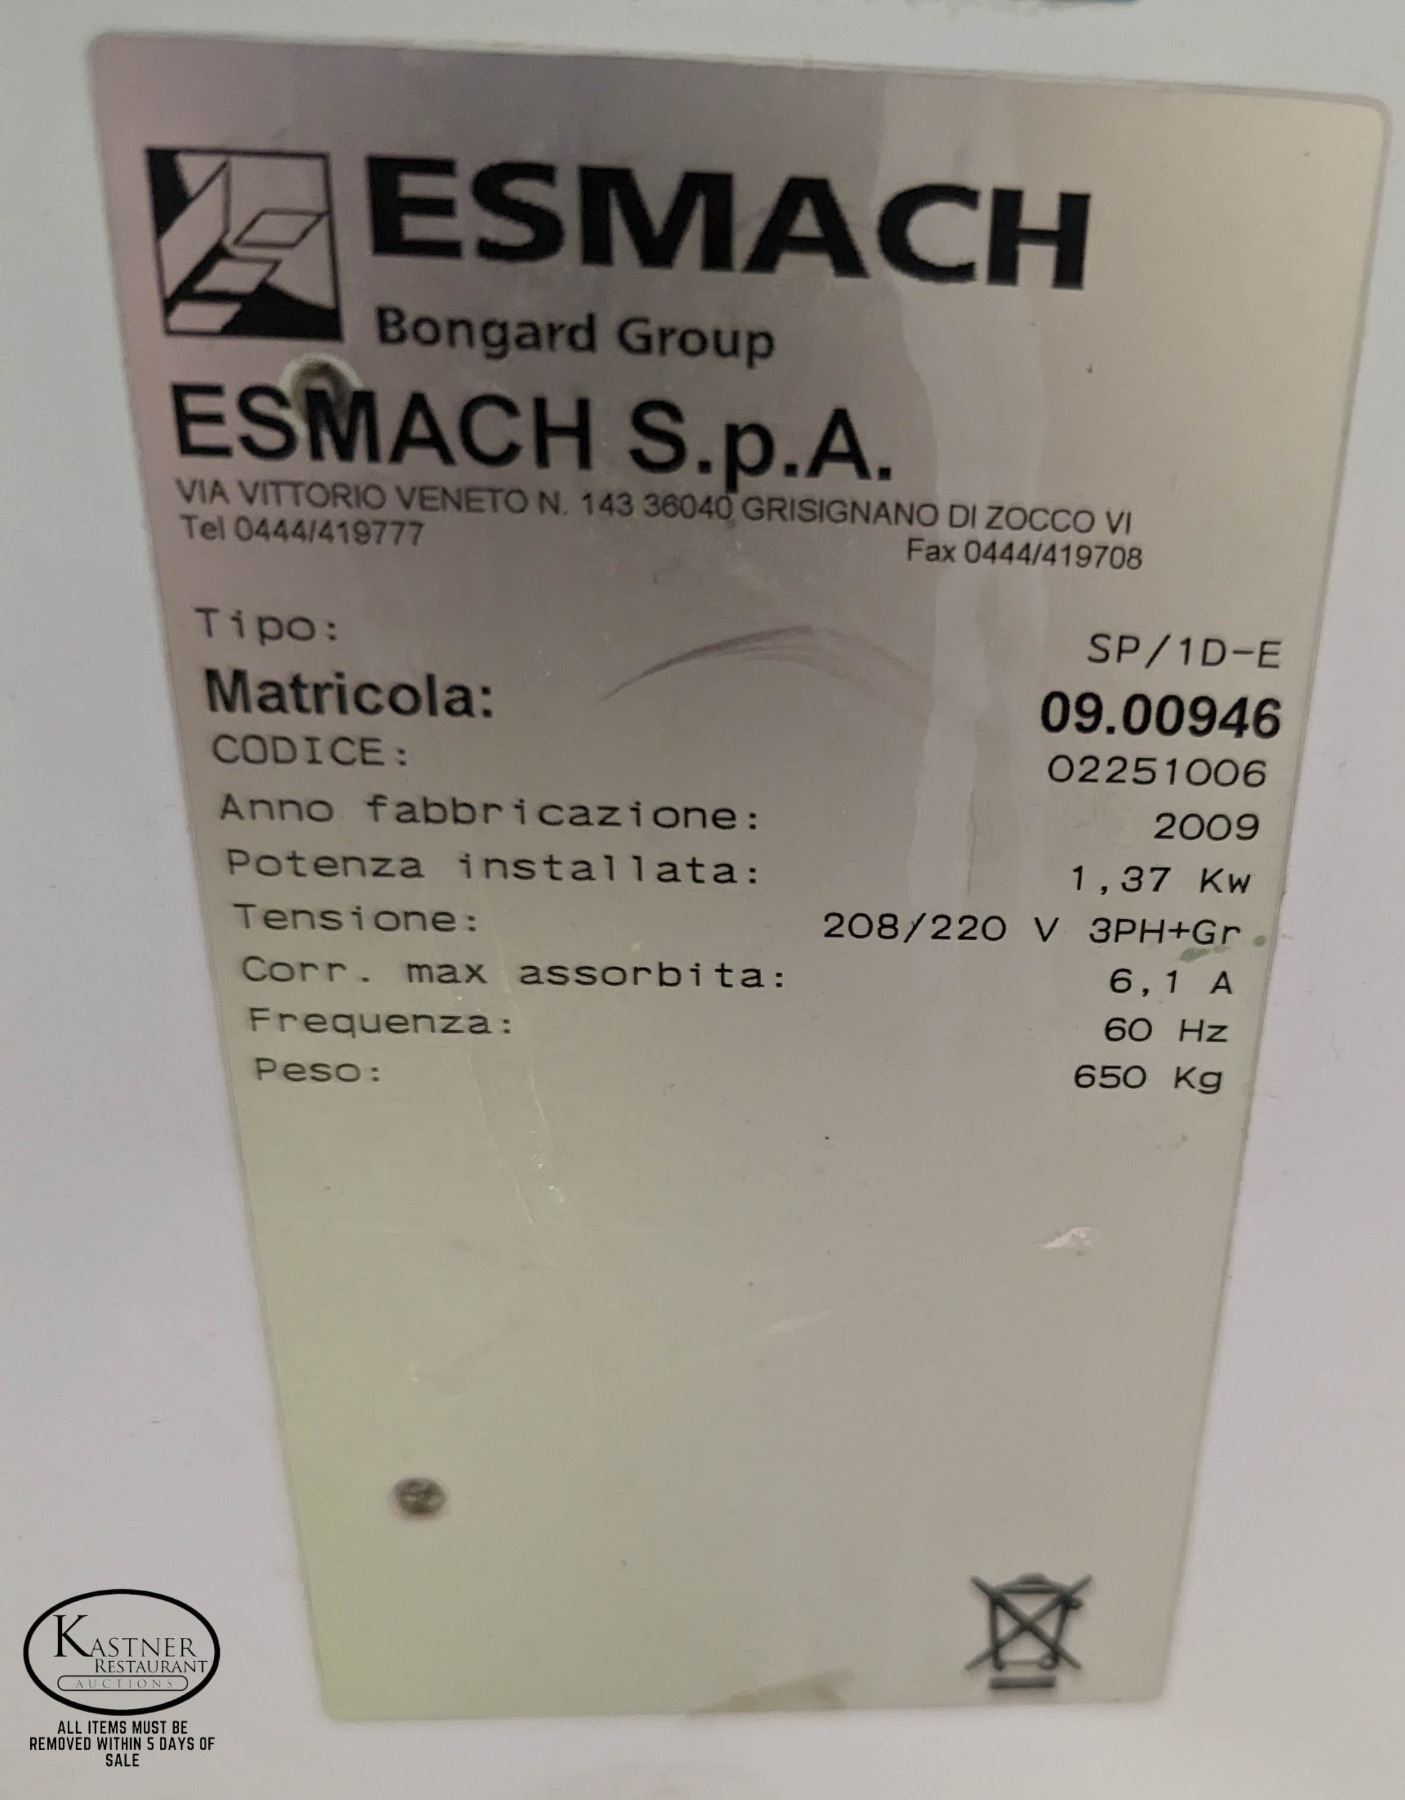 ESMACH
Bongard Group
ESMACH S.p.A.
VIA VITTORIO VENETO N. 143 36040 GRISIGNANO DI ZOCCO VI
Tel 0444/419777 Fax 0444/419708
Tipo: SP/1D-E
Matricola: 09.00946
CODICE: 02251006
Anno fabbricazione: 2009
Potenza installata: 1,37 Kw
Tensione: 208/220 V 3PH+Gr
Corr. max assorbita: 6,1 A
Frequenza: 60 Hz
Peso: 650 Kg
KASTNER
RESTAURANT
AUCTIONS
ALL ITEMS MUST BE
REMOVED WITHIN 5 DAYS OF
SALE